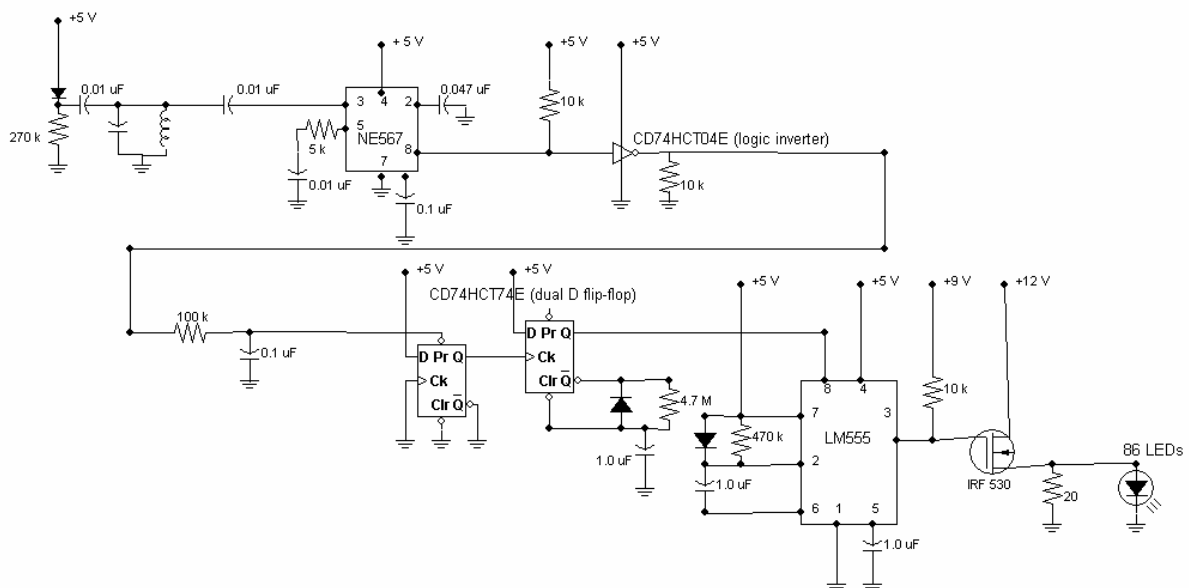 +5 V
0.01 uF
270 k
0.01 uF
+ 5 V
3 4 2
5
NE567
8
7
0.047 uF
5 k
0.01 uF
0.1 uF
+5 V
10 k
+5 V
CD74HCT04E (logic inverter)
10 k
100 k
0.1 uF
+5 V
+5 V
CD74HCT74E (dual D flip-flop)
D Pr Q
Ck
Clr Q̅
D Pr Q
Ck
Clr Q̅
4.7 M
1.0 uF
+5 V
470 k
1.0 uF
+5 V
8 4
7 3
LM555
2
6 1 5
1.0 uF
+9 V
10 k
+12 V
IRF 530
20
86 LEDs